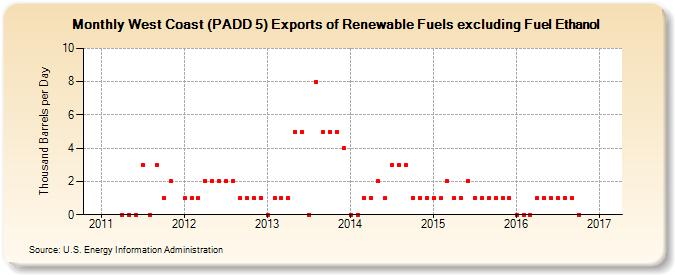 Monthly West Coast (PADD 5) Exports of Renewable Fuels excluding Fuel Ethanol
Thousand Barrels per Day
10
8
6
4
2
0
2011 2012 2013 2014 2015 2016 2017
Source: U.S. Energy Information Administration